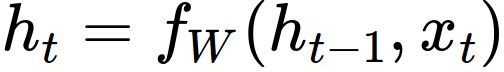 h_t = f_W(h_{t-1}, x_t)